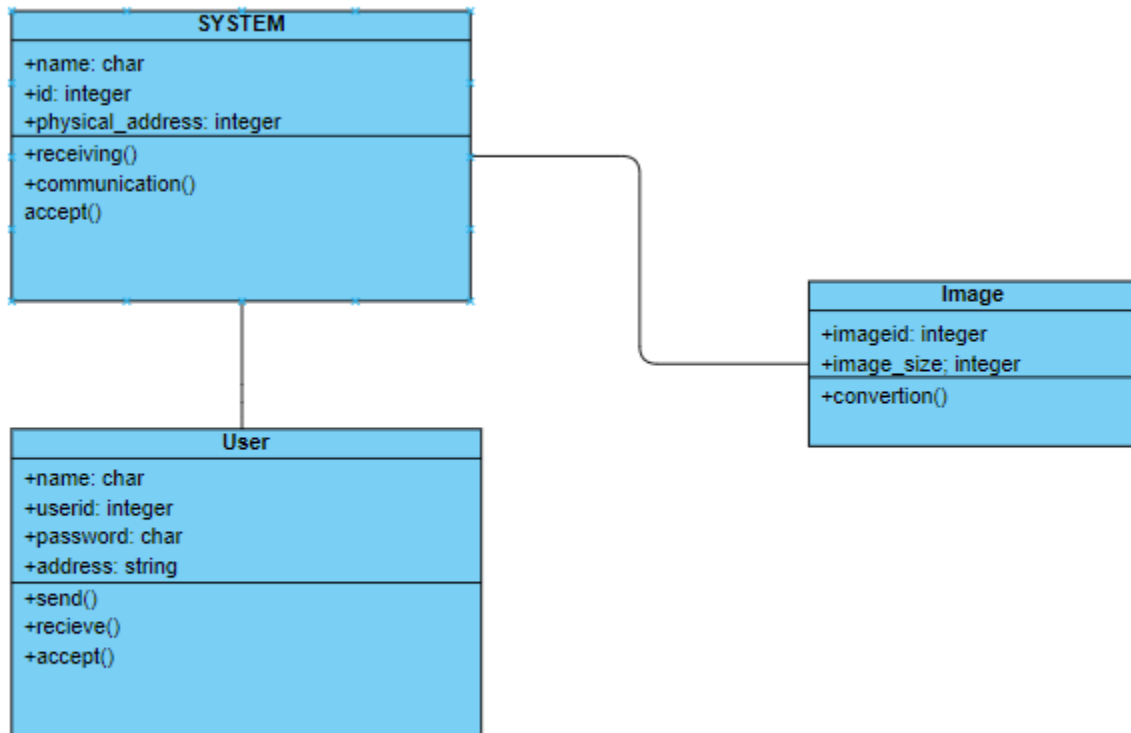 SYSTEM
+name: char
+id: integer
+physical_address: integer
+receiving()
+communication()
accept()
Image
+imageid: integer
+image_size; integer
+convertion()
User
+name: char
+userid: integer
+password: char
+address: string
+send()
+recieve()
+accept()